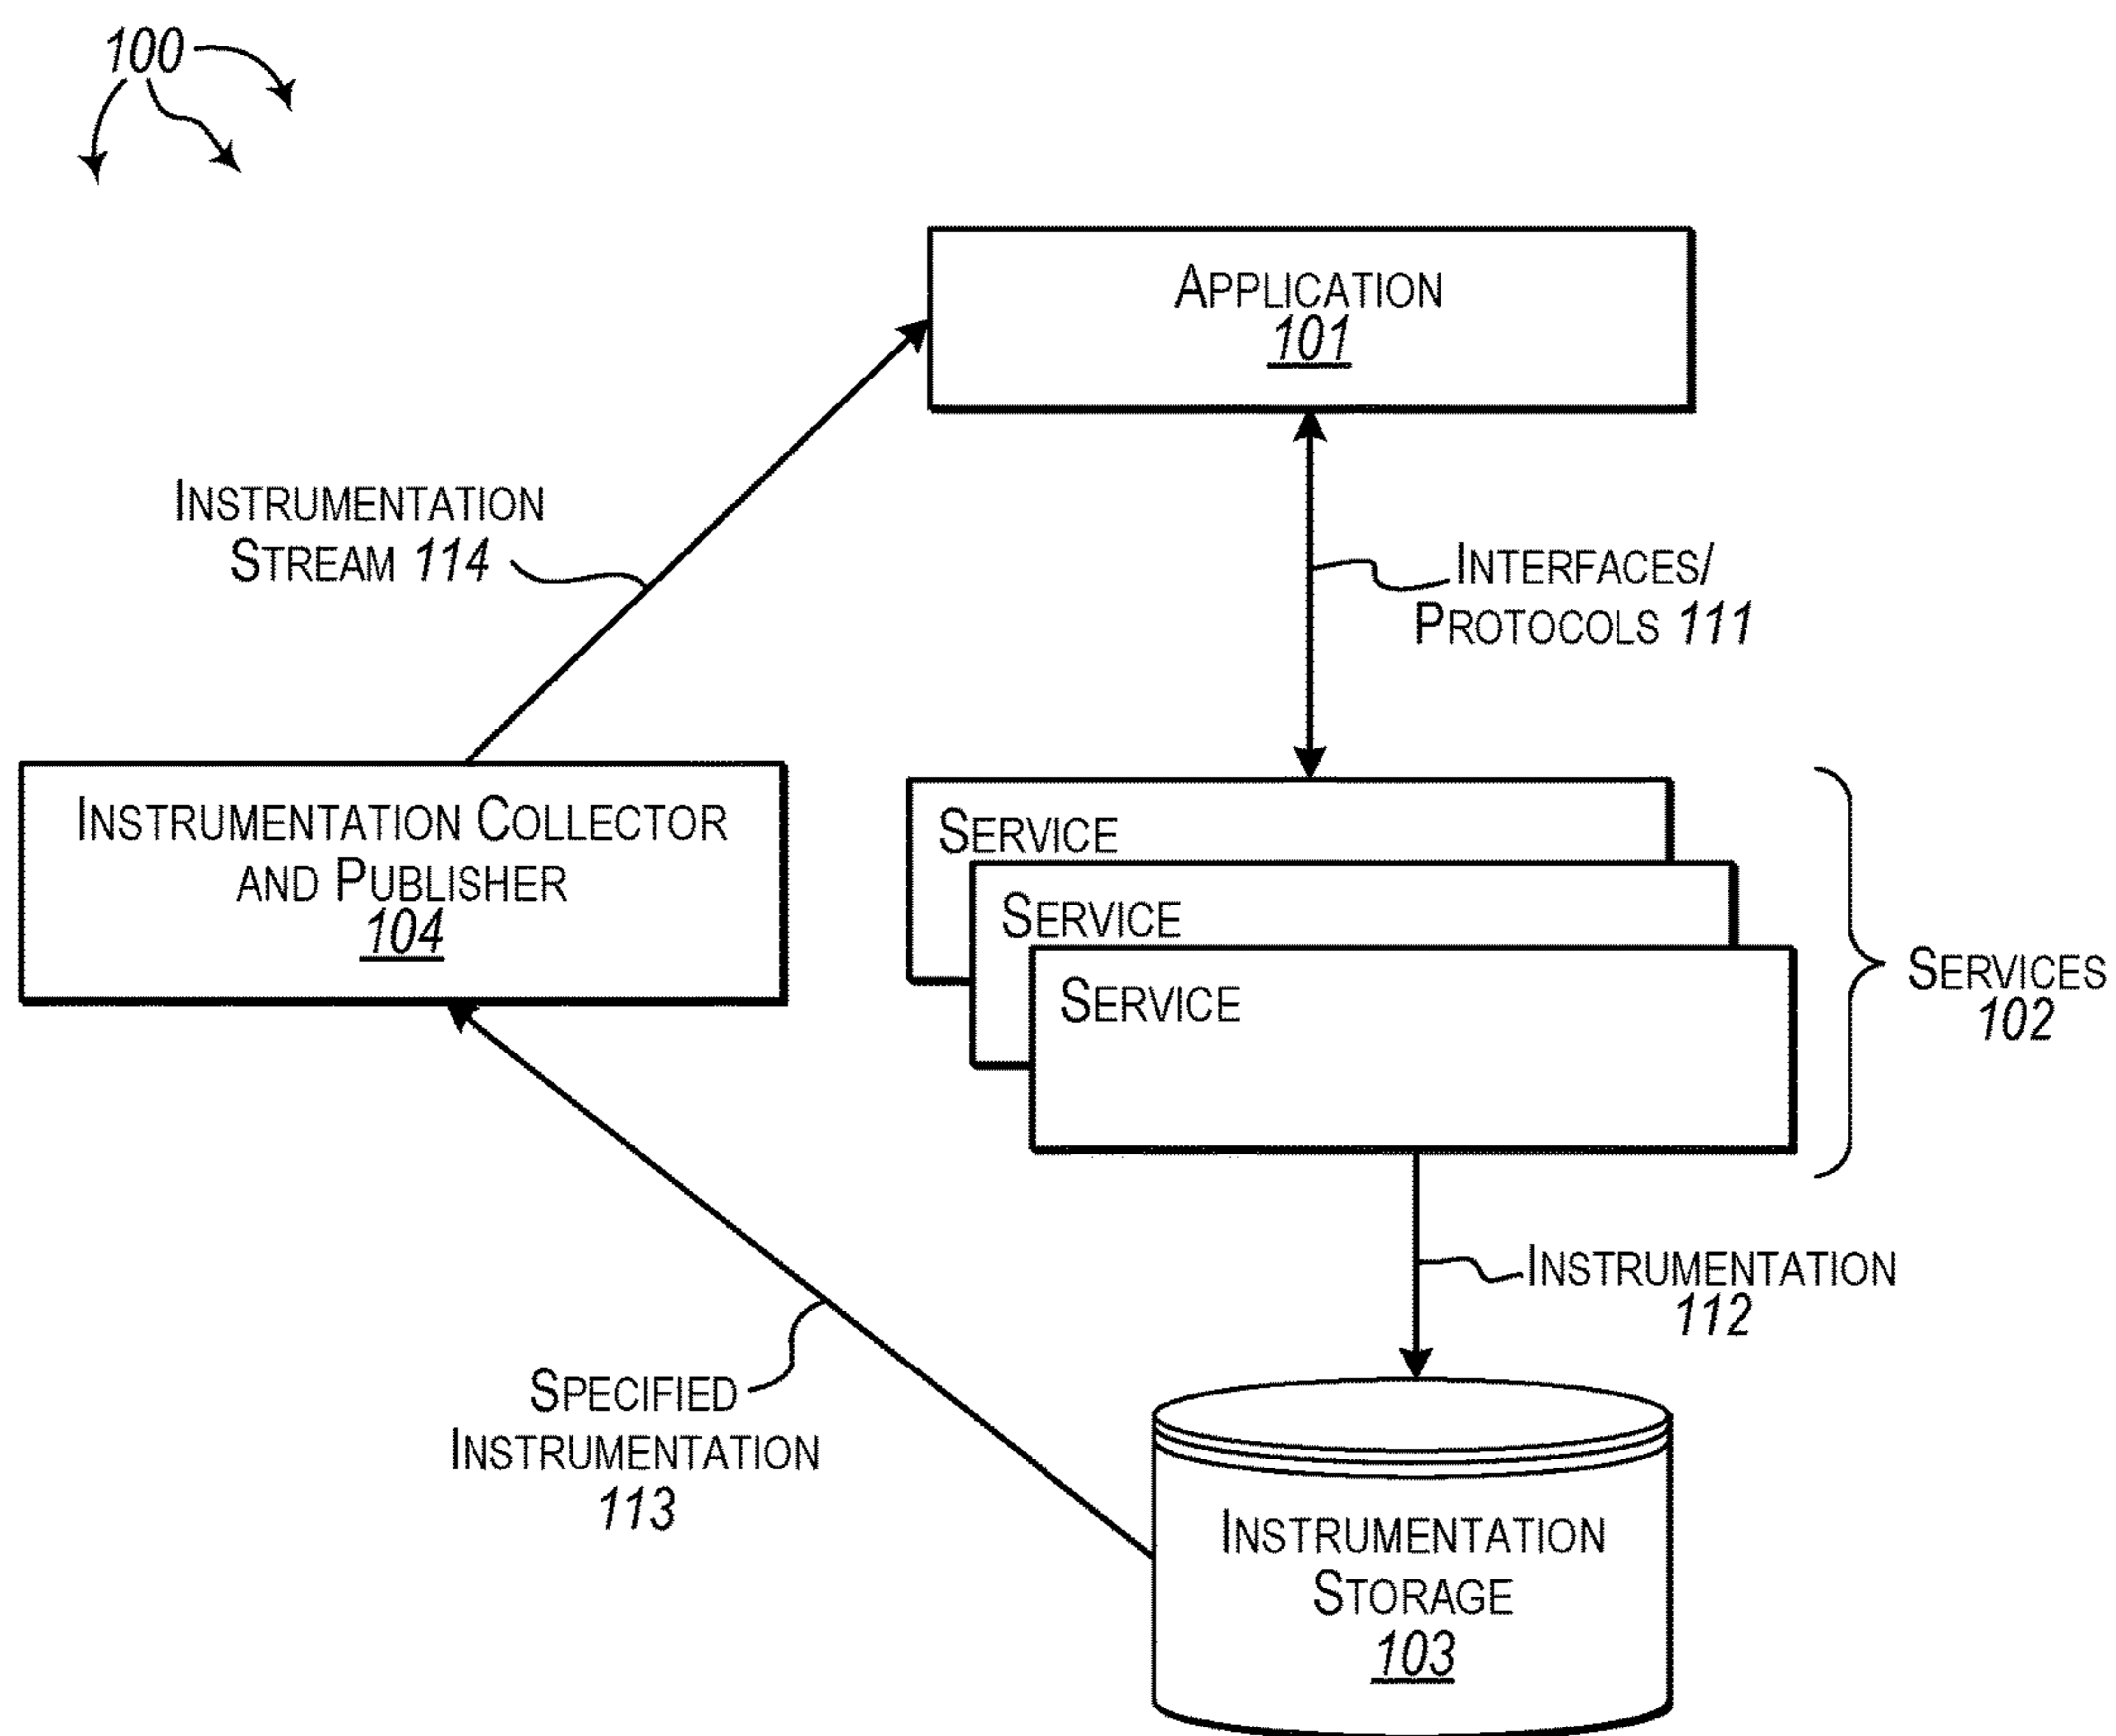 100
APPLICATION
101
INSTRUMENTATION
STREAM 114
INTERFACES/
PROTOCOLS 111
INSTRUMENTATION COLLECTOR
AND PUBLISHER
104
SERVICE
SERVICE
SERVICE
SERVICES
102
INSTRUMENTATION
112
SPECIFIED
INSTRUMENTATION
113
INSTRUMENTATION
STORAGE
103